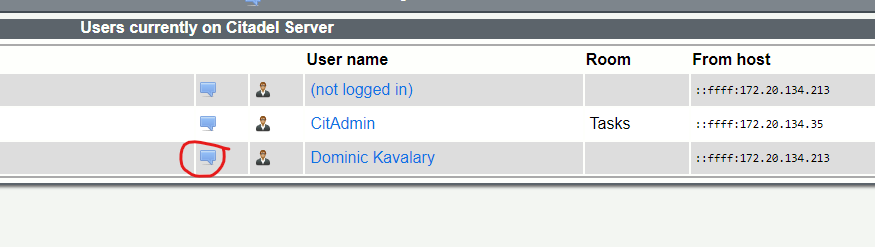 Users currently on Citadel Server
User name Room From host
(not logged in) ::ffff:172.20.134.213
CitAdmin Tasks ::ffff:172.20.134.35
Dominic Kavalary ::ffff:172.20.134.213